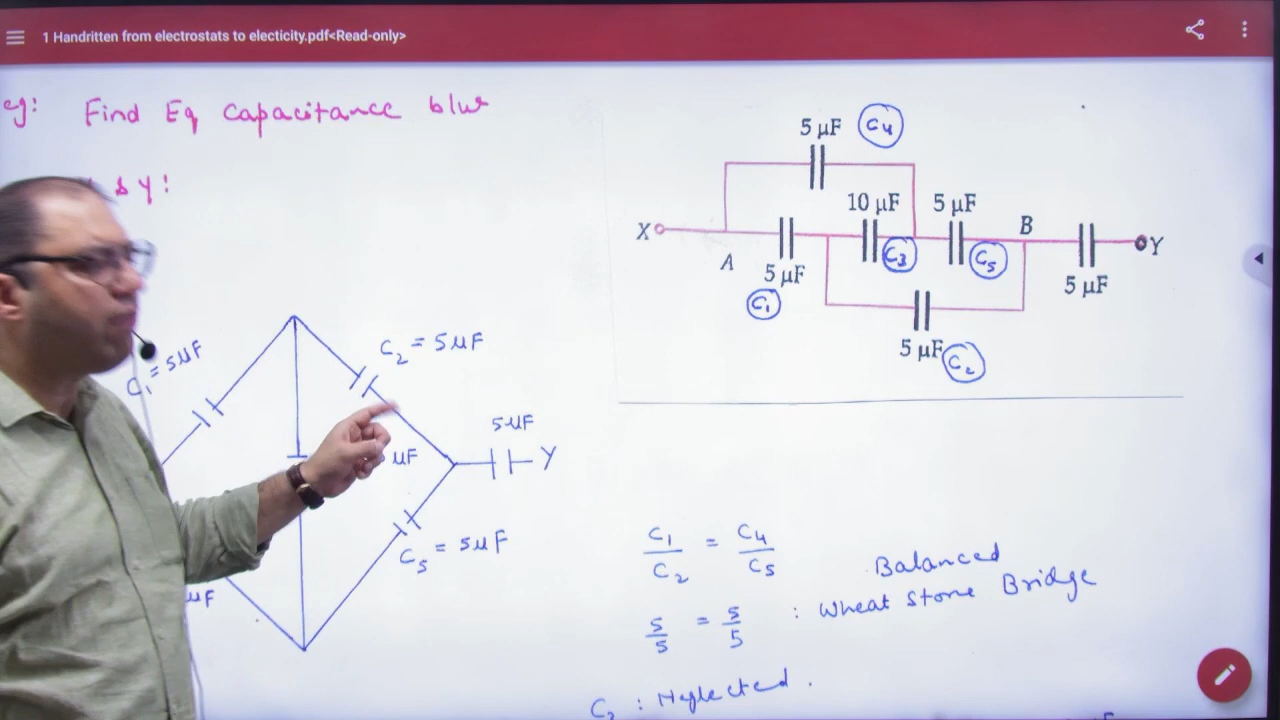 1 Handritten from electrostats to electicity.pdf<Read-only>
eg: Find Eq Capacitance blw
& Y:
5 μF C4
10 μF 5 μF
X B Y
A C3 C5
5 μF 5 μF
C1
5 μF C2
C1 = 5μF
C2 = 5μF
5μF
μF Y
C5 = 5μF
μF
C1/C2 = C4/C5 Balanced
5/5 = 5/5 : Wheat Stone Bridge
: Neglected.